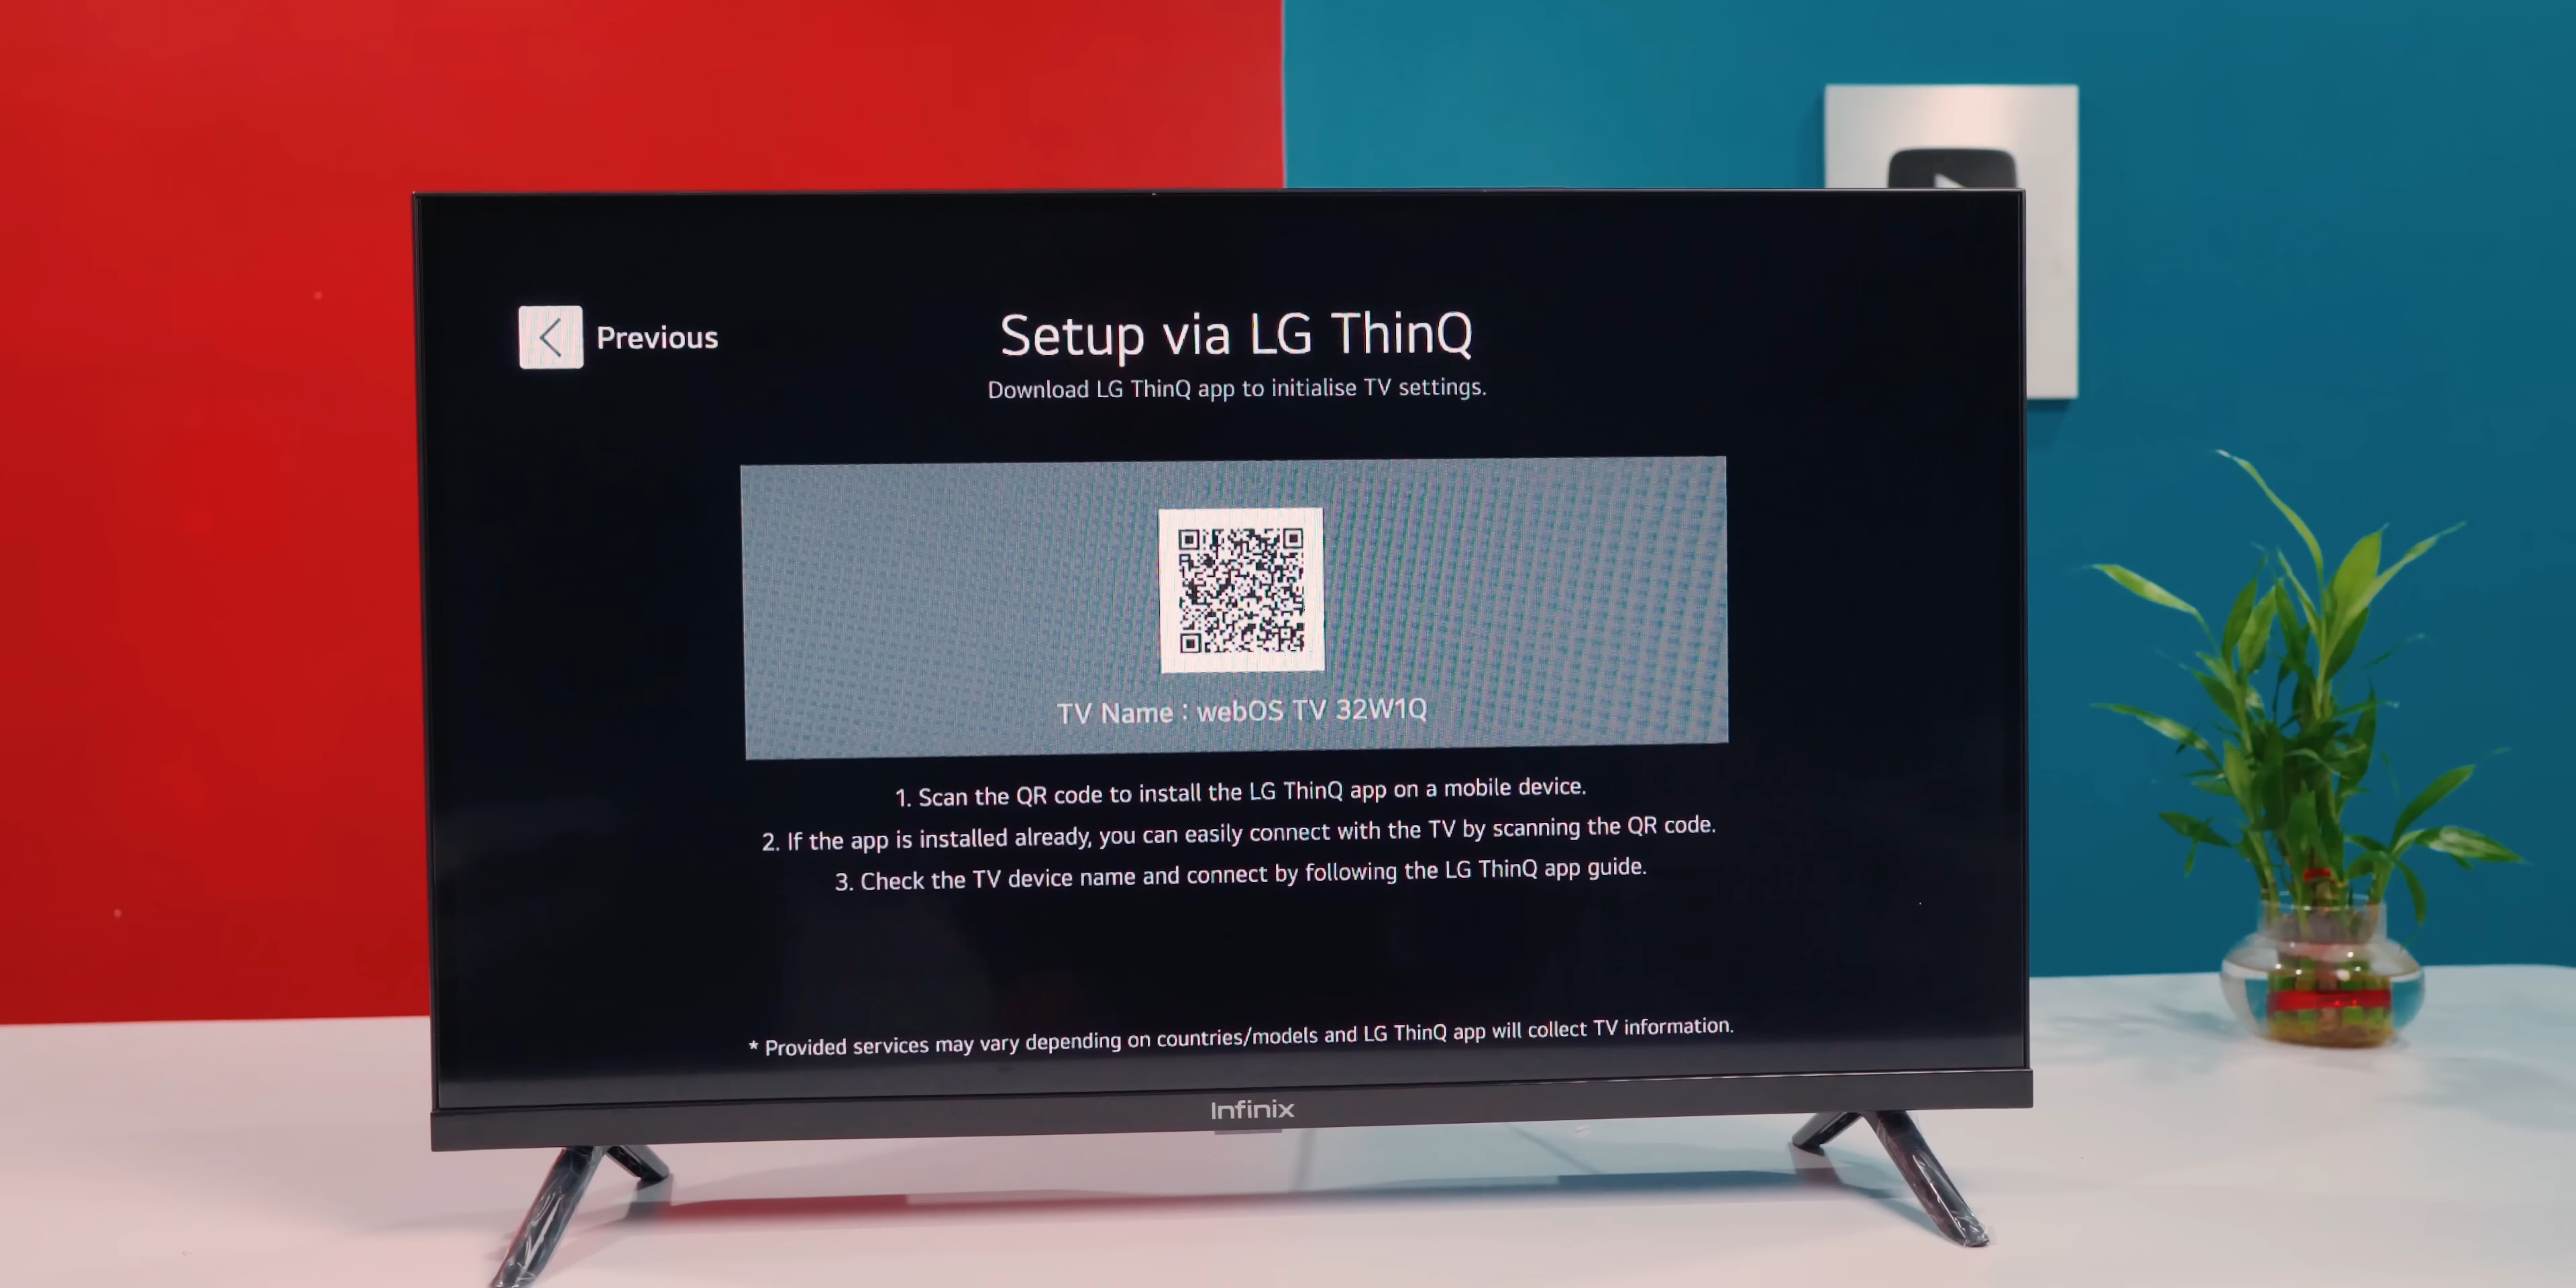 Previous
Setup via LG ThinQ
Download LG ThinQ app to initialise TV settings.
TV Name : webOS TV 32W1Q
1. Scan the QR code to install the LG ThinQ app on a mobile device.
2. If the app is installed already, you can easily connect with the TV by scanning the QR code.
3. Check the TV device name and connect by following the LG ThinQ app guide.
* Provided services may vary depending on countries/models and LG ThinQ app will collect TV information.
Infinix